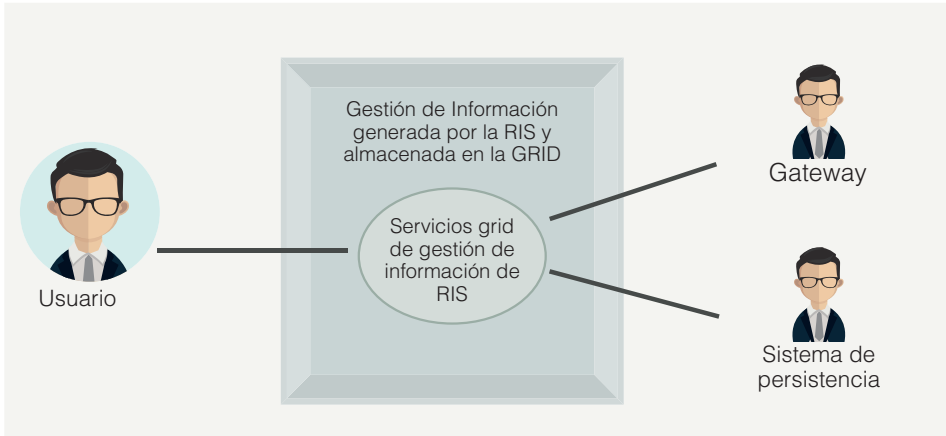 Gestión de Información
generada por la RIS y
almacenada en la GRID
Servicios grid
de gestión de
información de
RIS
Usuario
Gateway
Sistema de
persistencia